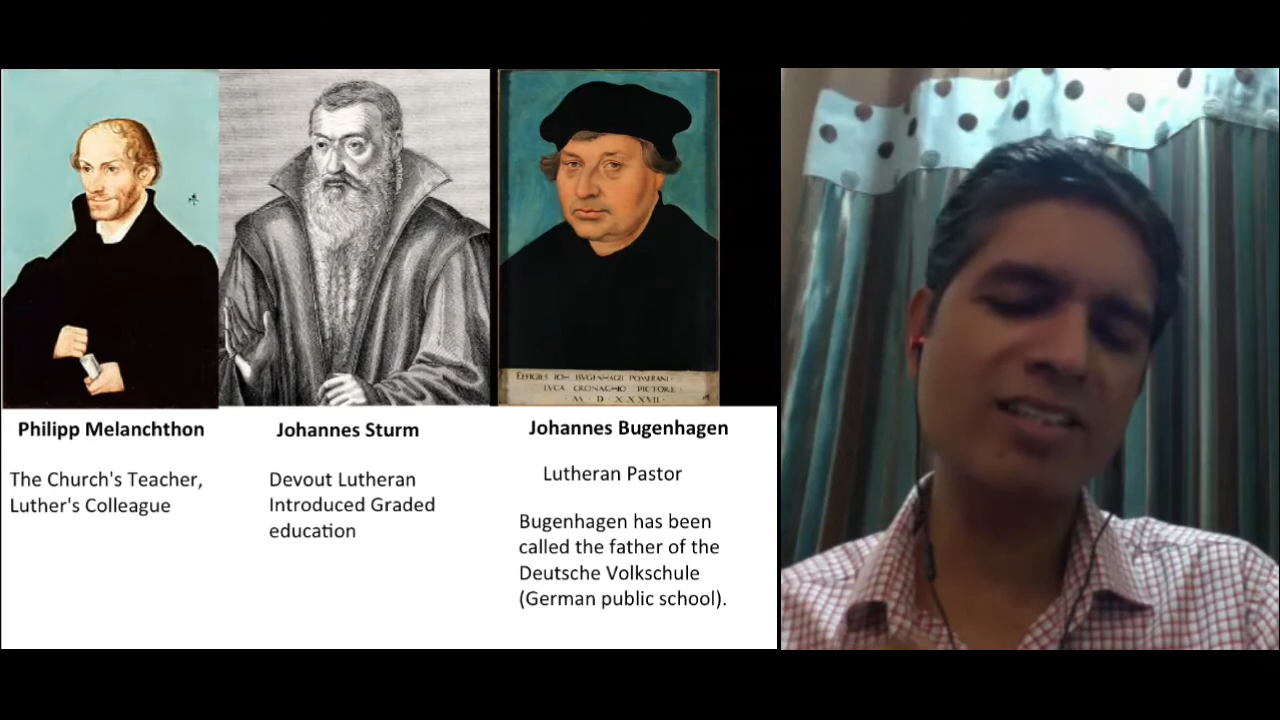 EFFIGIES IOH BVGENHAGII POMERANI
LVCA CRONACHIO PICTORE
M D XXXVII
Philipp Melanchthon
The Church's Teacher,
Luther's Colleague
Johannes Sturm
Devout Lutheran
Introduced Graded
education
Johannes Bugenhagen
Lutheran Pastor
Bugenhagen has been
called the father of the
Deutsche Volkschule
(German public school).